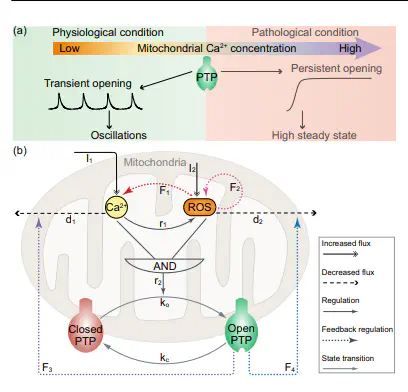 (a)
Physiological condition
Pathological condition
Low
Mitochondrial Ca²⁺ concentration
High
PTP
Transient opening
Persistent opening
Oscillations
High steady state
(b)
I₁
Mitochondria
I₂
F₁
F₂
Ca²⁺
ROS
d₁
r₁
d₂
AND
r₂
kₒ
Closed
PTP
Open
PTP
k꜀
F₃
F₄
Increased flux
Decreased flux
Regulation
Feedback regulation
State transition